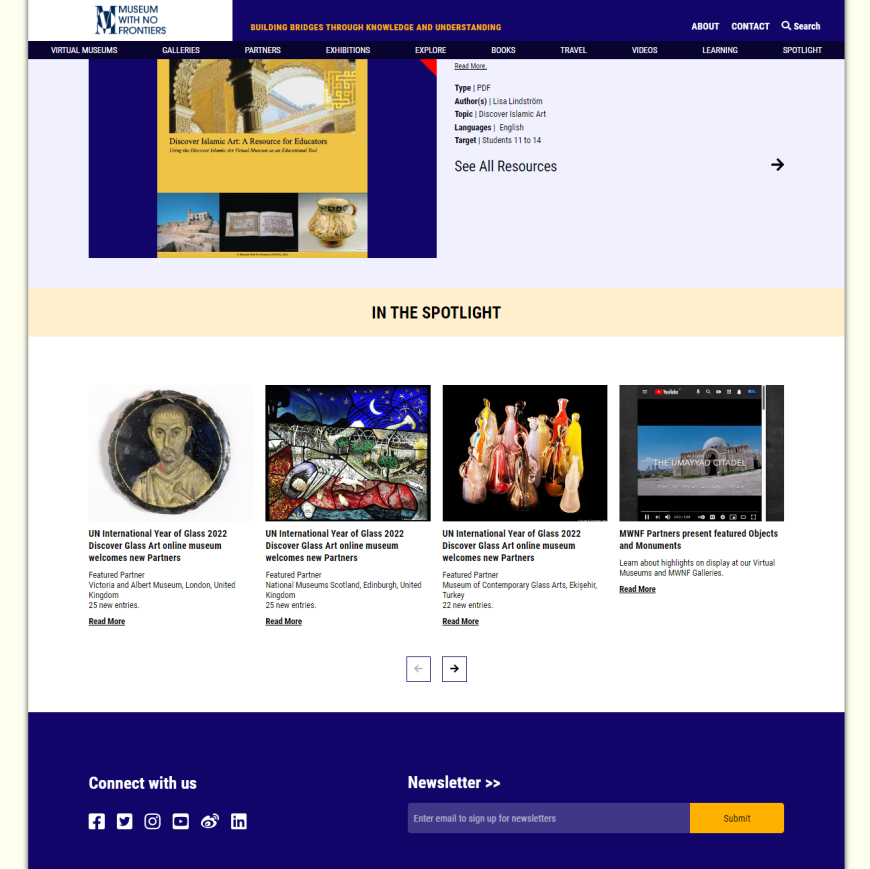 MUSEUM
WITH NO
FRONTIERS
BUILDING BRIDGES THROUGH KNOWLEDGE AND UNDERSTANDING
ABOUT CONTACT Search
VIRTUAL MUSEUMS GALLERIES PARTNERS EXHIBITIONS EXPLORE BOOKS TRAVEL VIDEOS LEARNING SPOTLIGHT
Discover Islamic Art: A Resource for Educators
Using the Discover Islamic Art Virtual Museum as an Educational Tool
Read More.
Type | PDF
Author(s) | Lisa Lindström
Topic | Discover Islamic Art
Languages | English
Target | Students 11 to 14
See All Resources
IN THE SPOTLIGHT
YouTube
THE UMAYYAD CITADEL
UN International Year of Glass 2022
Discover Glass Art online museum
welcomes new Partners
Featured Partner
Victoria and Albert Museum, London, United
Kingdom
25 new entries.
Read More
UN International Year of Glass 2022
Discover Glass Art online museum
welcomes new Partners
Featured Partner
National Museums Scotland, Edinburgh, United
Kingdom
25 new entries.
Read More
UN International Year of Glass 2022
Discover Glass Art online museum
welcomes new Partners
Featured Partner
Museum of Contemporary Glass Arts, Ekişehir,
Turkey
22 new entries.
Read More
MWNF Partners present featured Objects
and Monuments
Learn about highlights on display at our Virtual
Museums and MWNF Galleries.
Read More
Connect with us
Newsletter >>
Enter email to sign up for newsletters
Submit